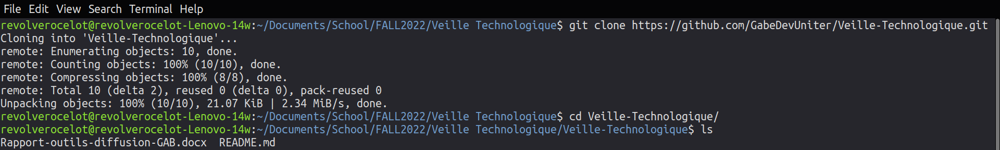 File Edit View Search Terminal Help
revolverocelot@revolverocelot-Lenovo-14w:~/Documents/School/FALL2022/Veille Technologique$ git clone https://github.com/GabeDevUniter/Veille-Technologique.git
Cloning into 'Veille-Technologique'...
remote: Enumerating objects: 10, done.
remote: Counting objects: 100% (10/10), done.
remote: Compressing objects: 100% (8/8), done.
remote: Total 10 (delta 2), reused 0 (delta 0), pack-reused 0
Unpacking objects: 100% (10/10), 21.07 KiB | 2.34 MiB/s, done.
revolverocelot@revolverocelot-Lenovo-14w:~/Documents/School/FALL2022/Veille Technologique$ cd Veille-Technologique/
revolverocelot@revolverocelot-Lenovo-14w:~/Documents/School/FALL2022/Veille Technologique/Veille-Technologique$ ls
Rapport-outils-diffusion-GAB.docx  README.md